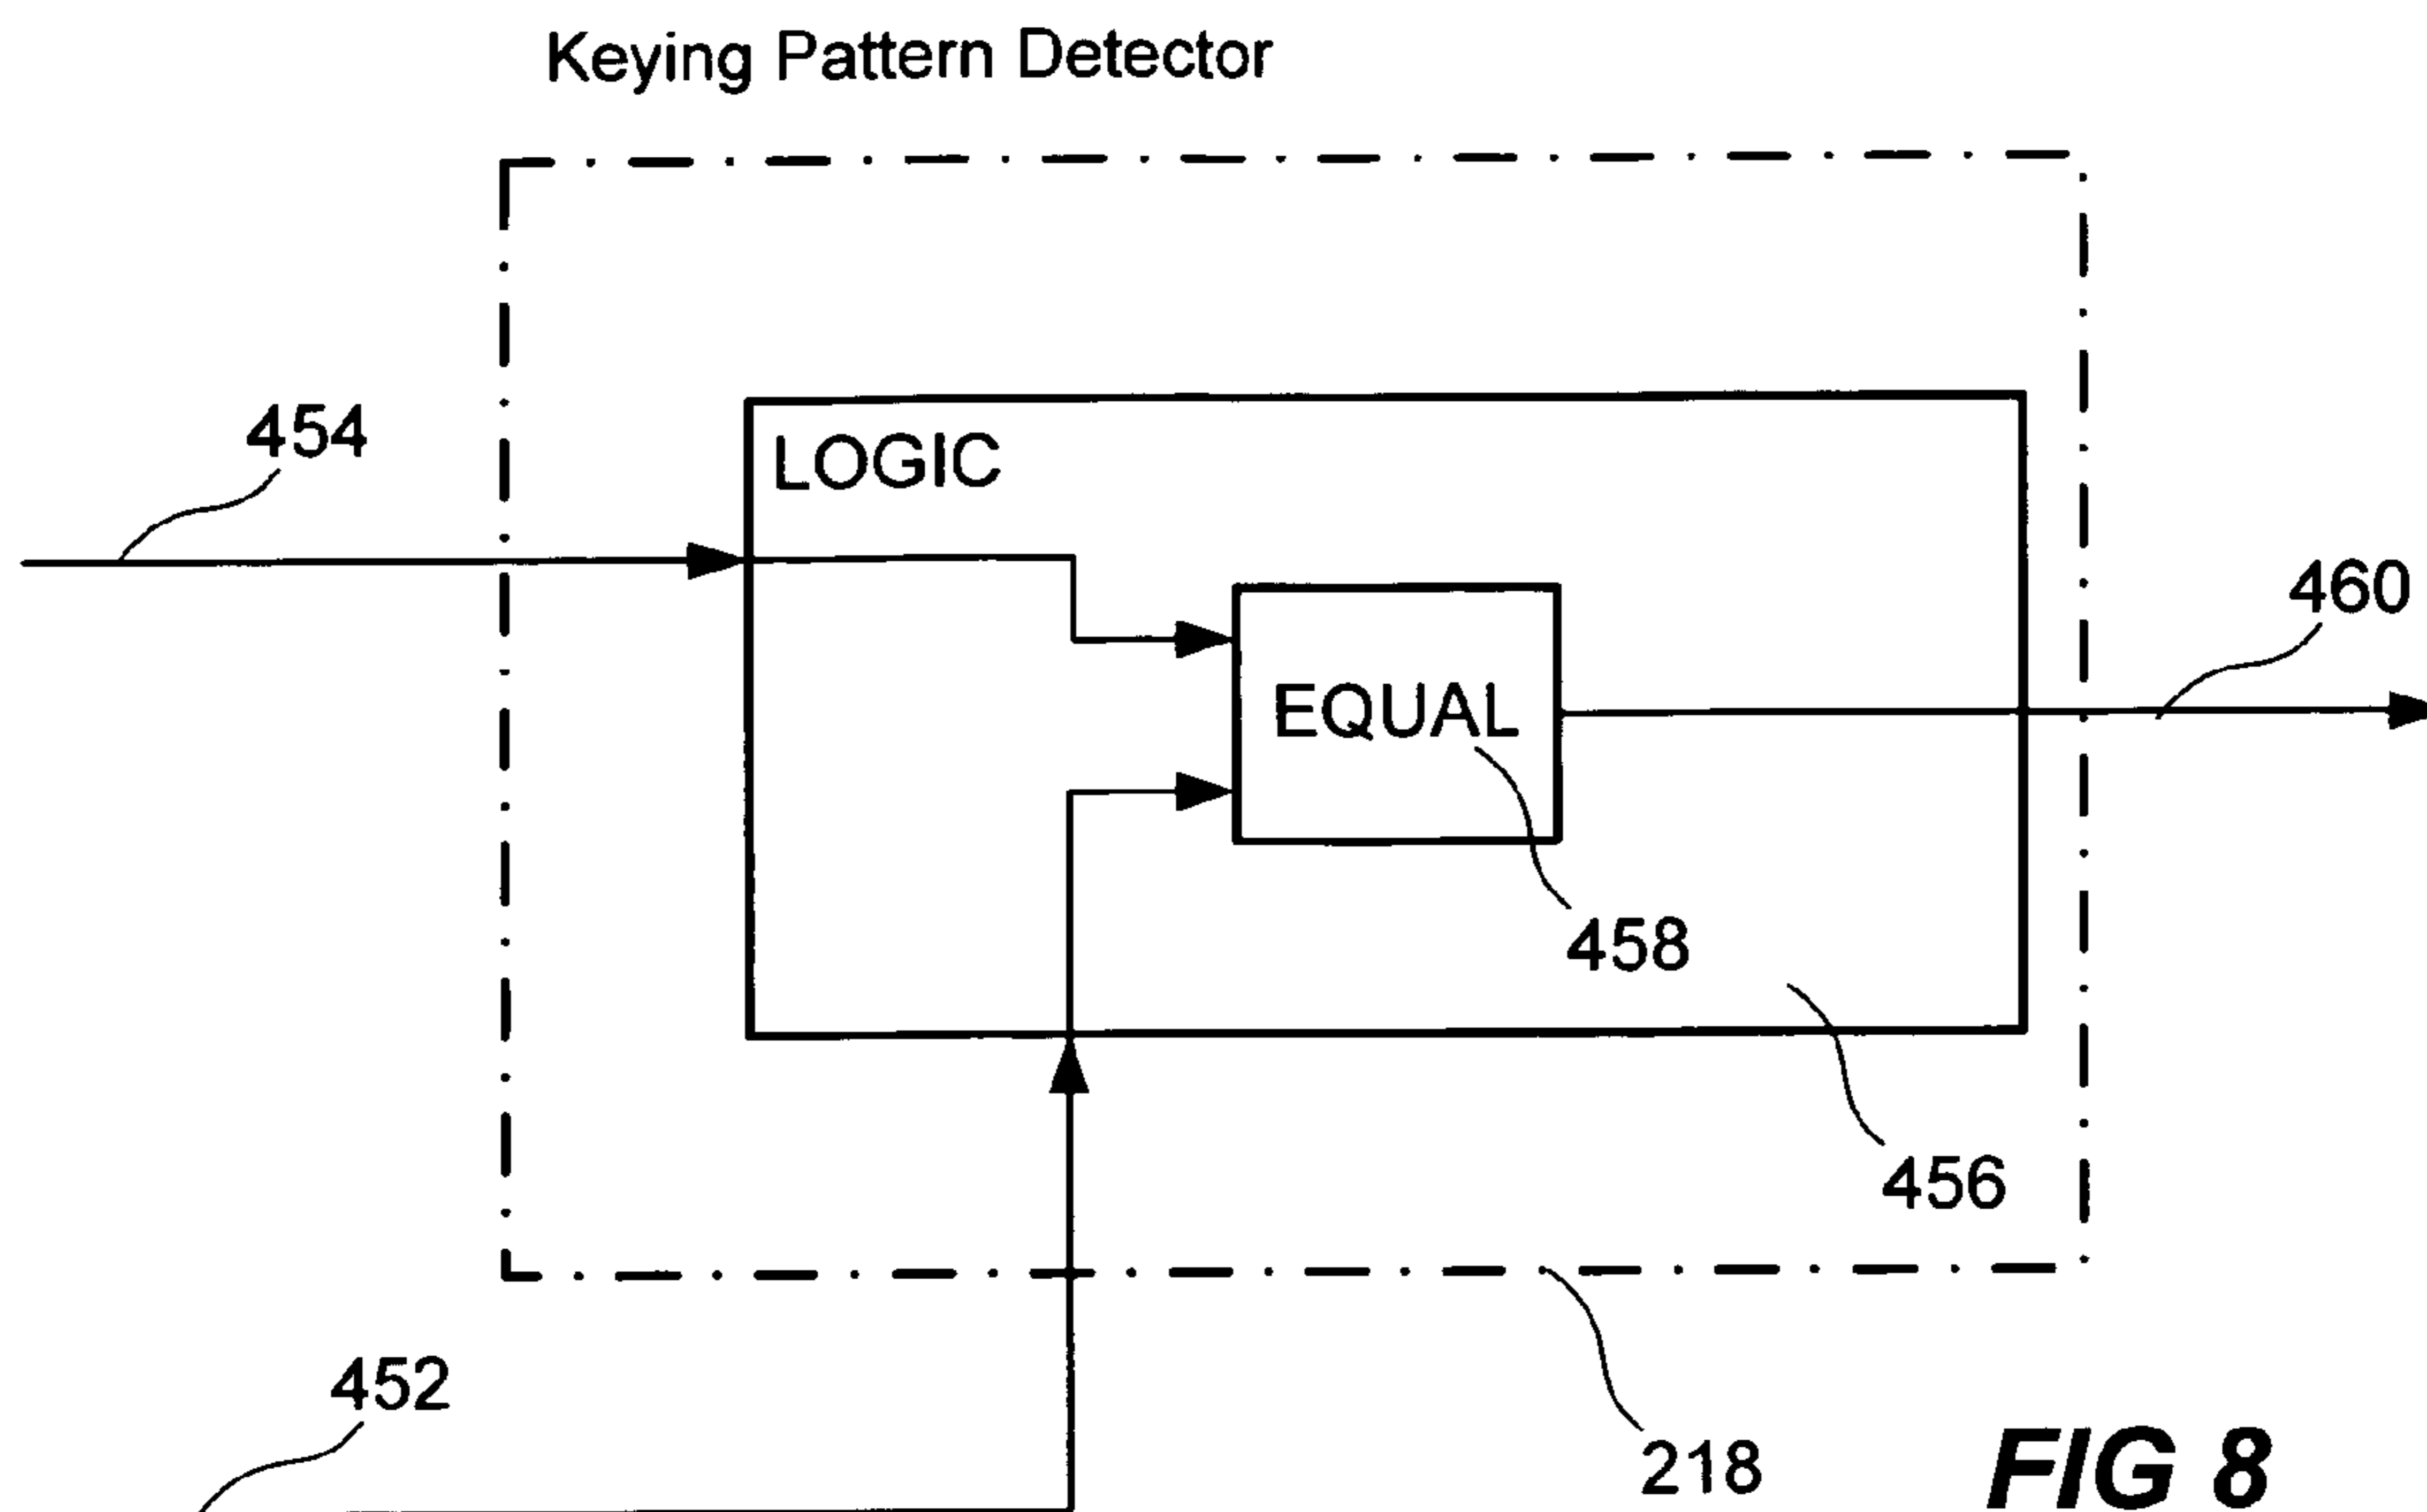 Keying Pattern Detector
454
LOGIC
460
EQUAL
458
456
452
218
FIG 8